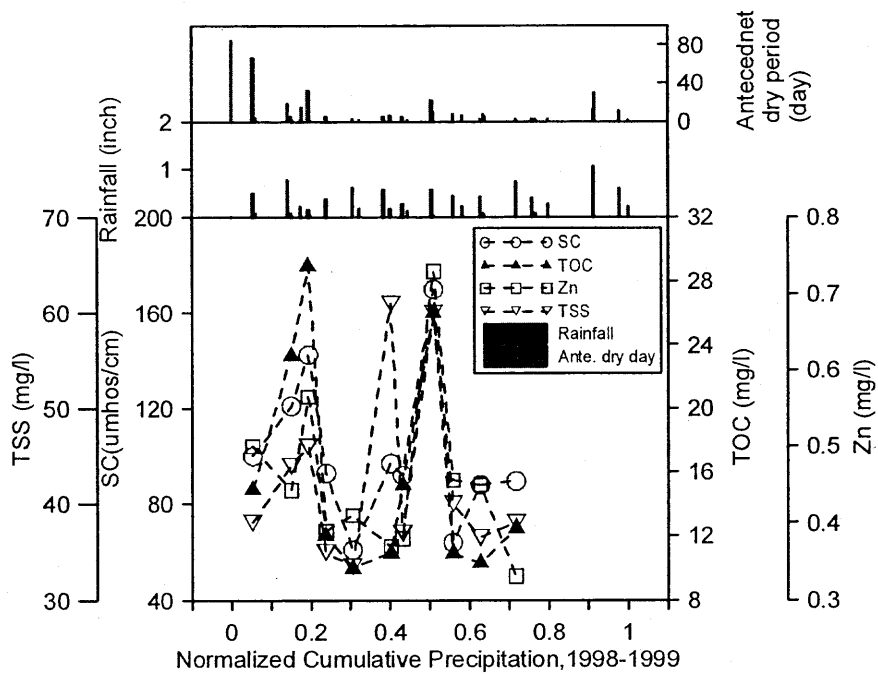 80
40
0
Antecednet
dry period
(day)
2
1
Rainfall (inch)
70
60
50
40
30
TSS (mg/l)
200
160
120
80
40
SC(umhos/cm)
SC
TOC
Zn
TSS
Rainfall
Ante. dry day
32
28
24
20
16
12
8
TOC (mg/l)
0.8
0.7
0.6
0.5
0.4
0.3
Zn (mg/l)
0 0.2 0.4 0.6 0.8 1
Normalized Cumulative Precipitation,1998-1999